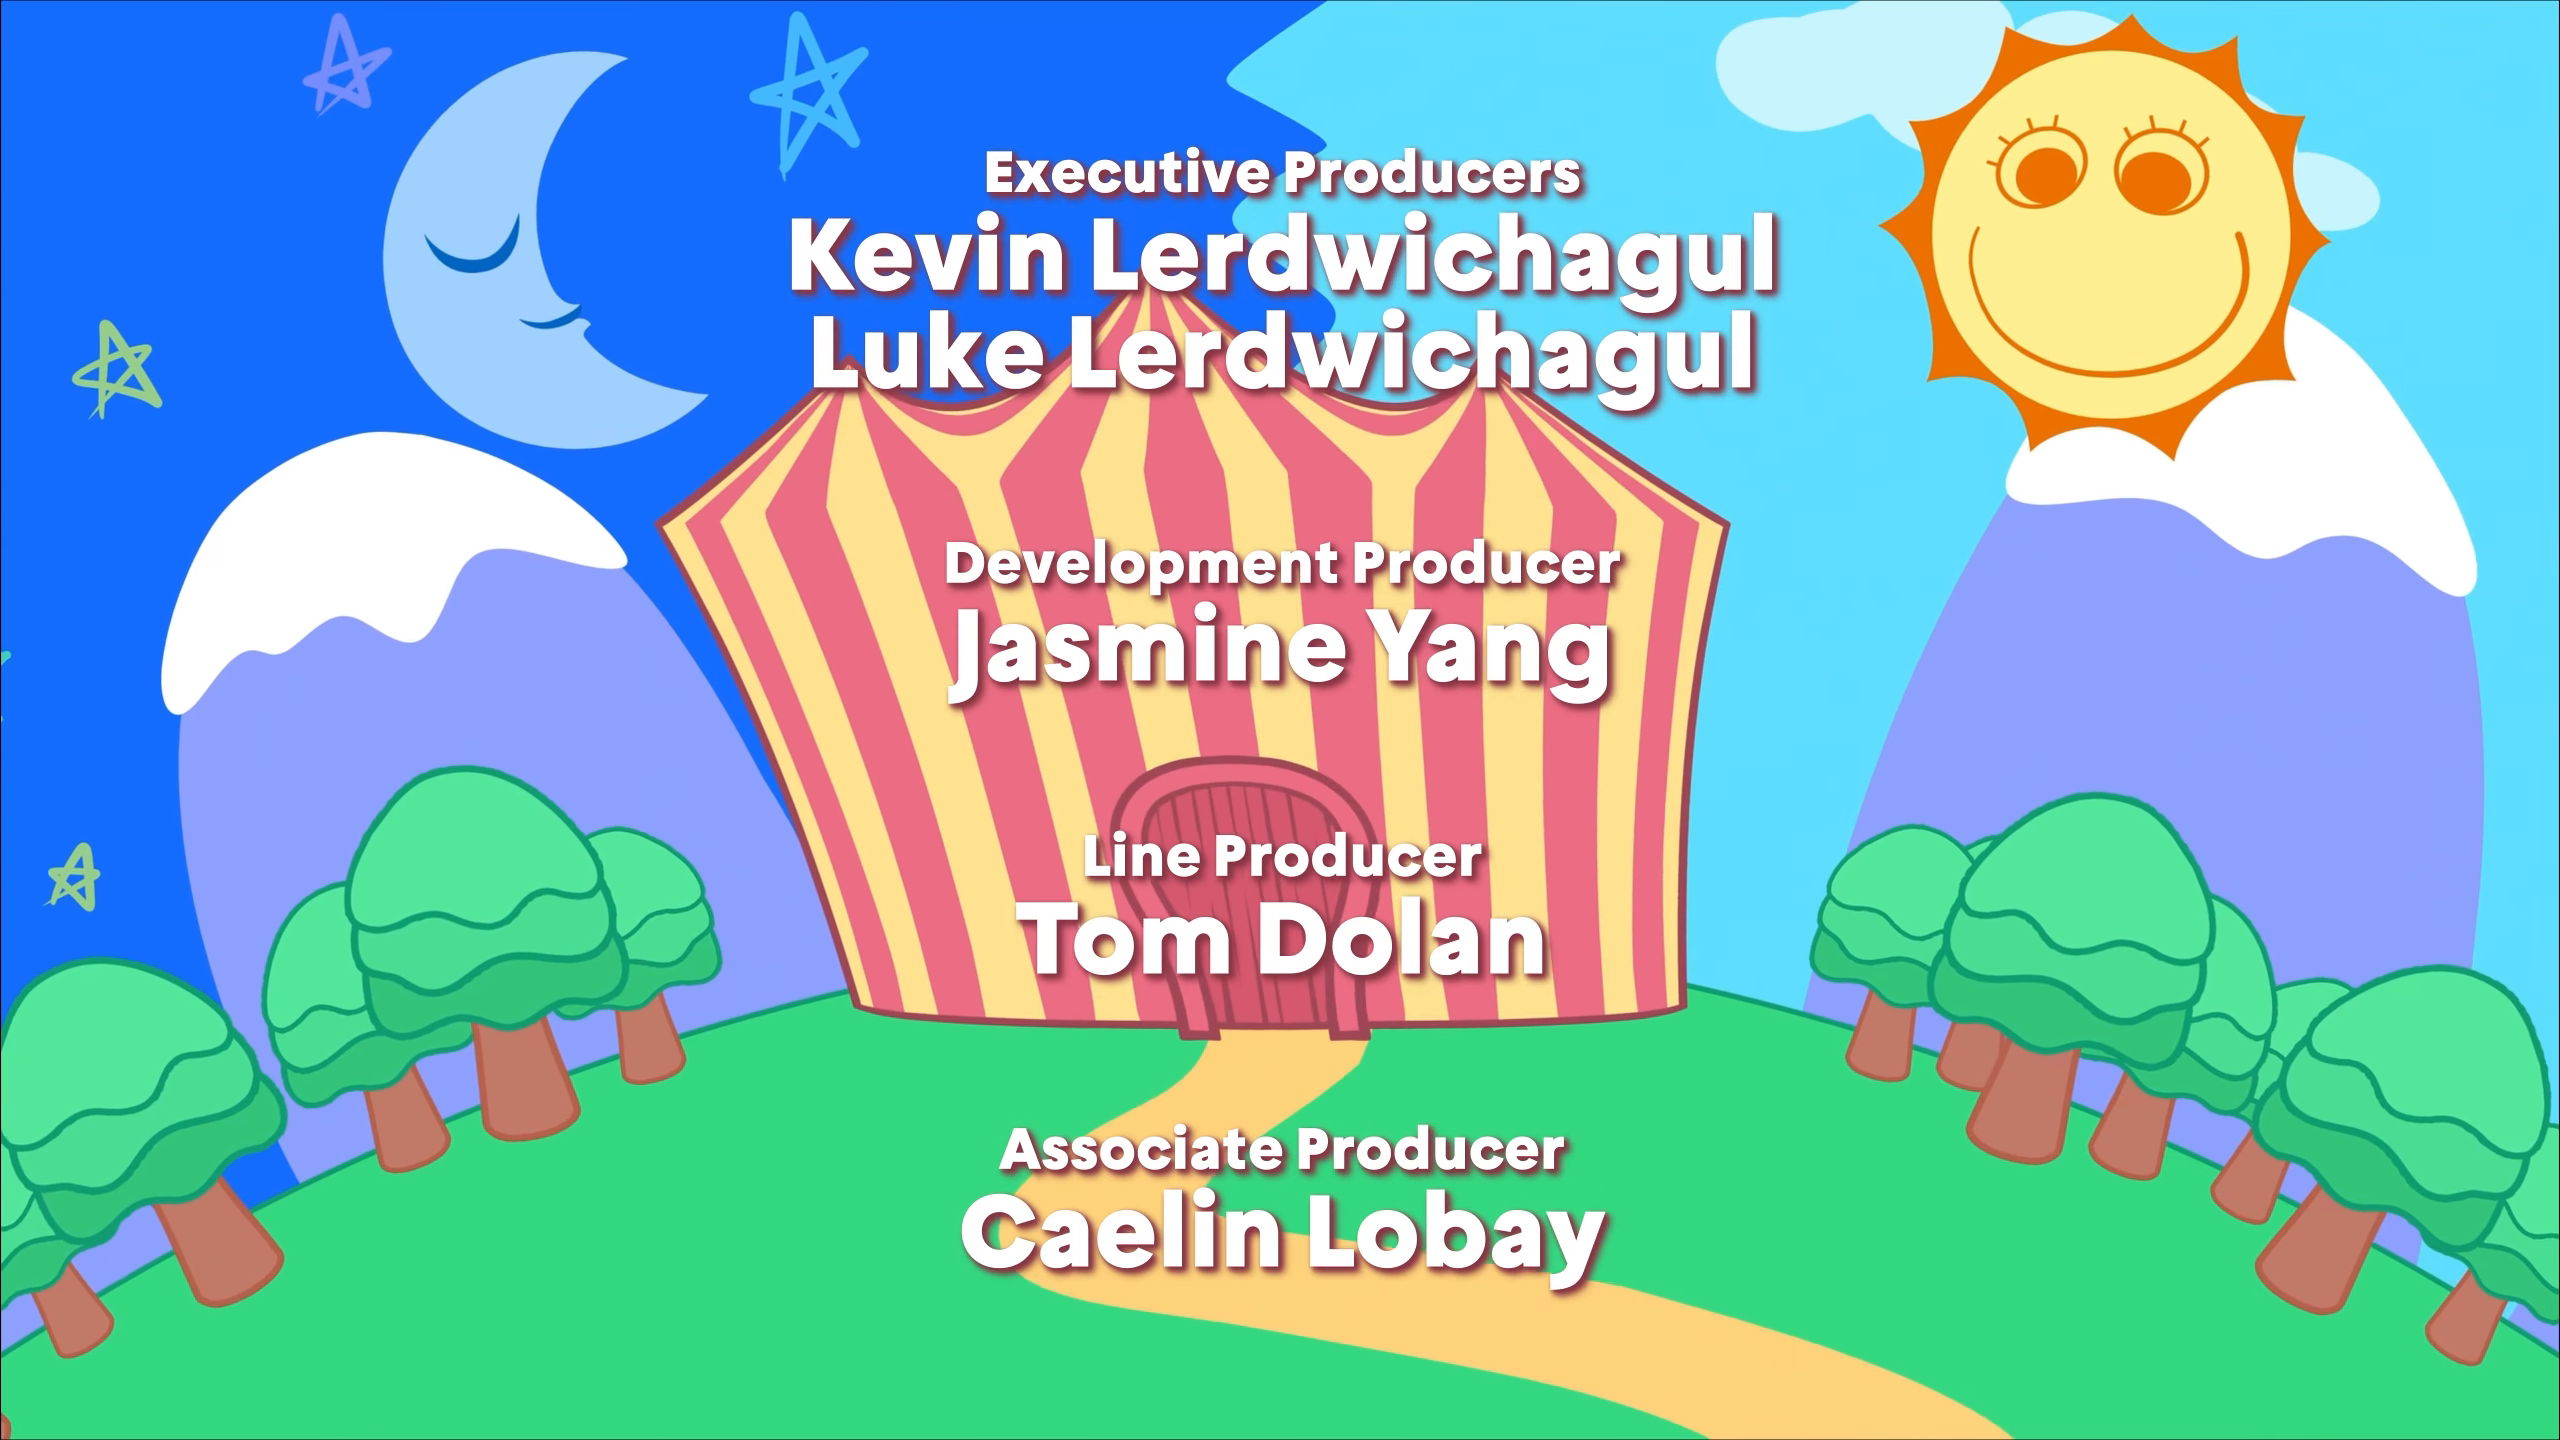 Executive Producers
Kevin Lerdwichagul
Luke Lerdwichagul
Development Producer
Jasmine Yang
Line Producer
Tom Dolan
Associate Producer
Caelin Lobay